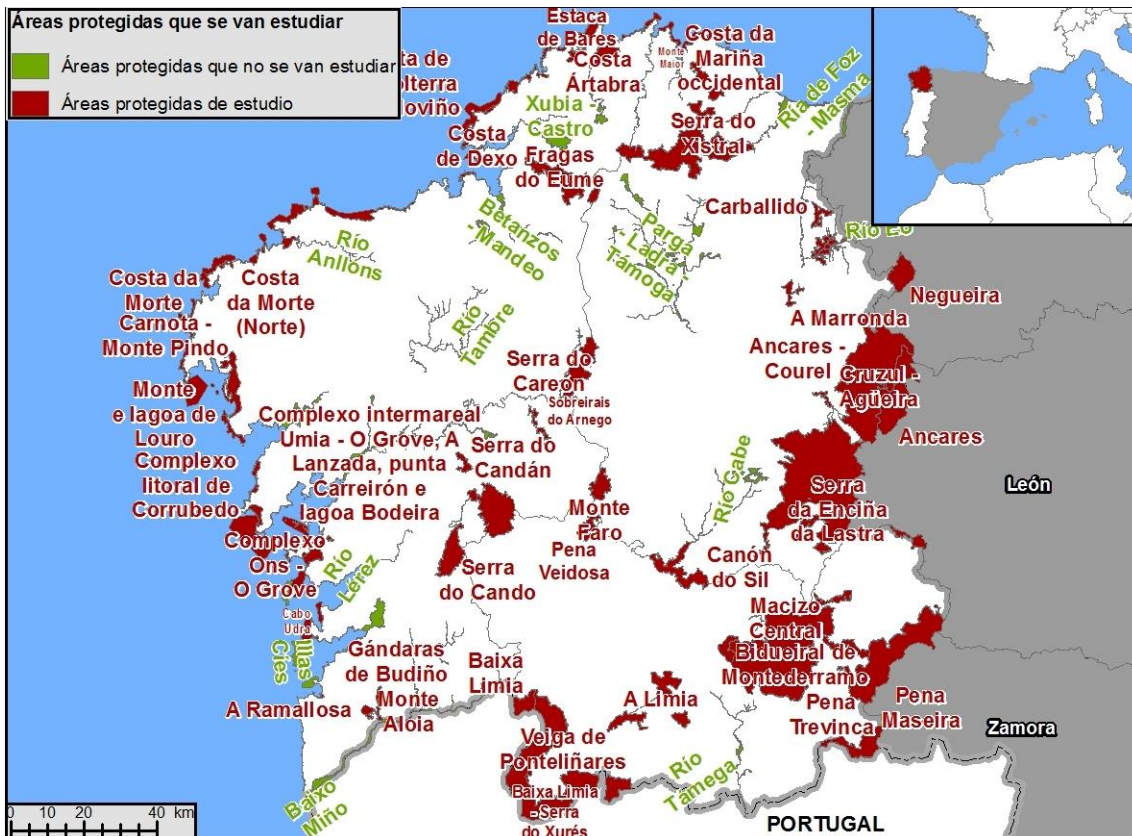 Áreas protegidas que se van estudiar
Áreas protegidas que no se van estudiar
Áreas protegidas de estudio
Estaca
de Bares
Monte
Maior
Costa da
Mariña
occidental
Costa
Ártabra
ta de
olterra
oviño
Xubia -
Castro
Ría de Foz
- Masma
Serra do
Xistral
Costa
de Dexo
Fragas
do Eume
Betanzos
- Mandeo
Parga
- Ladra -
Támoga
Carballido
Río Eo
Río
Anllóns
Costa da
Morte
Costa
da Morte
(Norte)
Negueira
Carnota -
Monte Pindo
Río
Tambre
A Marronda
Ancares -
Courel
Serra do
Careón
Cruzul -
Agüeira
Monte
e lagoa de
Louro
Sobreirais
do Arnego
Ancares
Complexo intermareal
Umia - O Grove, A
Lanzada, punta
Carreirón e
lagoa Bodeira
Serra do
Candán
Complexo
litoral de
Corrubedo
Río Cabe
León
Serra
da Enciña
da Lastra
Monte
Faro
Complexo
Ons -
O Grove
Río
Lerez
Pena
Veidosa
Canón
do Sil
Serra
do Cando
Cabo
Udra
Macizo
Central
Illas
Cíes
Gándaras
de Budiño
Bidueiral de
Montederramo
Baixa
Limia
A Ramallosa
Monte
Aloia
A Limia
Pena
Trevinca
Pena
Maseira
Zamora
Veiga de
Ponteliñares
Río
Támega
Baixo
Miño
Baixa Limia
- Serra
do Xurés
PORTUGAL
0 10 20 40 km